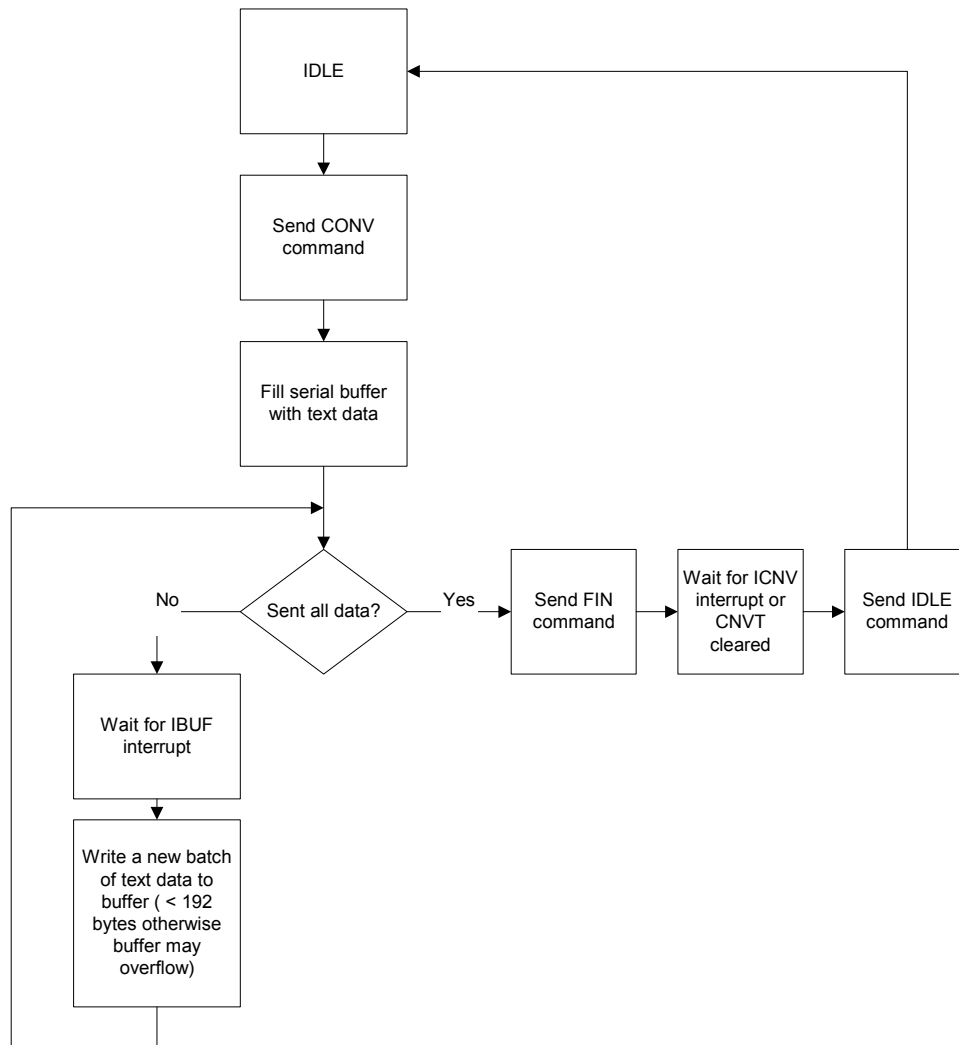 IDLE
Send CONV
command
Fill serial buffer
with text data
Sent all data?
No
Yes
Send FIN
command
Wait for ICNV
interrupt or
CNVT
cleared
Send IDLE
command
Wait for IBUF
interrupt
Write a new batch
of text data to
buffer ( < 192
bytes otherwise
buffer may
overflow)